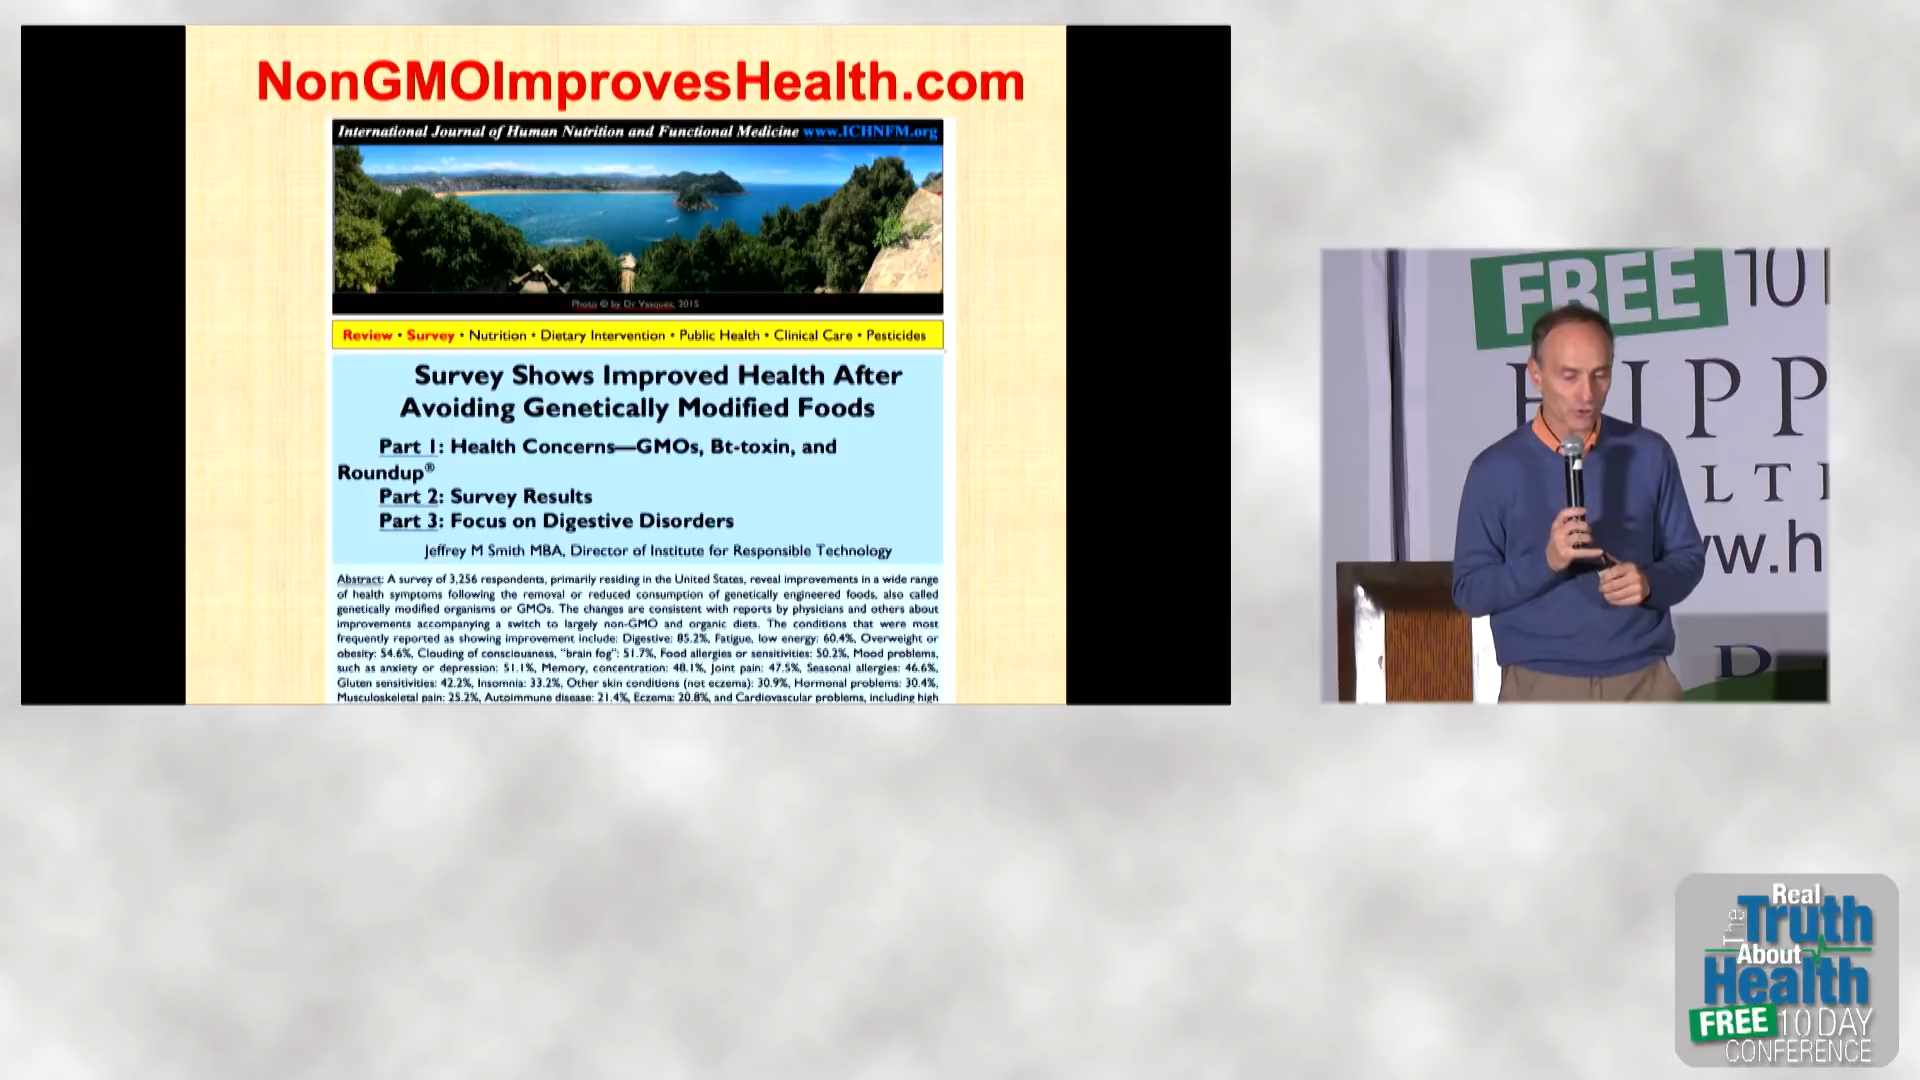 NonGMOImprovesHealth.com
International Journal of Human Nutrition and Functional Medicine www.ICHNFM.org
Photo © by Dr Vasquez, 2015
Review • Survey • Nutrition • Dietary Intervention • Public Health • Clinical Care • Pesticides
Survey Shows Improved Health After
Avoiding Genetically Modified Foods
Part 1: Health Concerns—GMOs, Bt-toxin, and
Roundup®
Part 2: Survey Results
Part 3: Focus on Digestive Disorders
Jeffrey M Smith MBA, Director of Institute for Responsible Technology
Abstract: A survey of 3,256 respondents, primarily residing in the United States, reveal improvements in a wide range
of health symptoms following the removal or reduced consumption of genetically engineered foods, also called
genetically modified organisms or GMOs. The changes are consistent with reports by physicians and others about
improvements accompanying a switch to largely non-GMO and organic diets. The conditions that were most
frequently reported as showing improvement include: Digestive: 85.2%, Fatigue, low energy: 60.4%, Overweight or
obesity: 54.6%, Clouding of consciousness, "brain fog": 51.7%, Food allergies or sensitivities: 50.2%, Mood problems,
such as anxiety or depression: 51.1%, Memory, concentration: 48.1%, Joint pain: 47.5%, Seasonal allergies: 46.6%,
Gluten sensitivities: 42.2%, Insomnia: 33.2%, Other skin conditions (not eczema): 30.9%, Hormonal problems: 30.4%,
Musculoskeletal pain: 25.2%, Autoimmune disease: 21.4%, Eczema: 20.8%, and Cardiovascular problems, including high
FREE 10
IPP
LT
w.h
D
The Real
Truth
About
Health
FREE 10 DAY
CONFERENCE